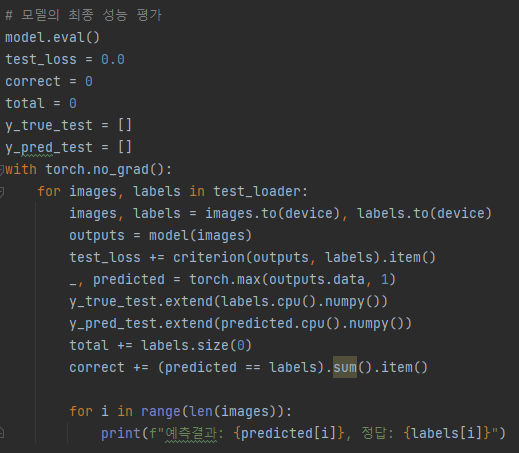 # 모델의 최종 성능 평가
model.eval()
test_loss = 0.0
correct = 0
total = 0
y_true_test = []
y_pred_test = []
with torch.no_grad():
    for images, labels in test_loader:
        images, labels = images.to(device), labels.to(device)
        outputs = model(images)
        test_loss += criterion(outputs, labels).item()
        _, predicted = torch.max(outputs.data, 1)
        y_true_test.extend(labels.cpu().numpy())
        y_pred_test.extend(predicted.cpu().numpy())
        total += labels.size(0)
        correct += (predicted == labels).sum().item()

        for i in range(len(images)):
            print(f"예측결과: {predicted[i]}, 정답: {labels[i]}")